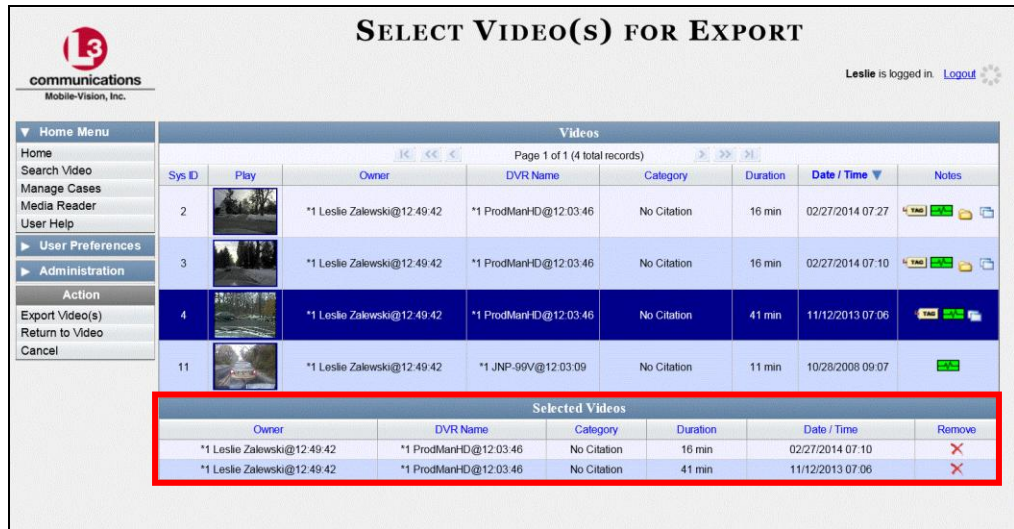 SELECT VIDEO(S) FOR EXPORT
L3
communications
Mobile-Vision, Inc.
Leslie is logged in. Logout
Home Menu
Home
Search Video
Manage Cases
Media Reader
User Help
User Preferences
Administration
Action
Export Video(s)
Return to Video
Cancel
Videos
|< << < Page 1 of 1 (4 total records) > >> >|
Sys ID Play Owner DVR Name Category Duration Date / Time Notes
2 *1 Leslie Zalewski@12:49:42 *1 ProdManHD@12:03:46 No Citation 16 min 02/27/2014 07:27 TAG
3 *1 Leslie Zalewski@12:49:42 *1 ProdManHD@12:03:46 No Citation 16 min 02/27/2014 07:10 TAG
4 *1 Leslie Zalewski@12:49:42 *1 ProdManHD@12:03:46 No Citation 41 min 11/12/2013 07:06 TAG
11 *1 Leslie Zalewski@12:49:42 *1 JNP-99V@12:03:09 No Citation 11 min 10/28/2008 09:07
Selected Videos
Owner DVR Name Category Duration Date / Time Remove
*1 Leslie Zalewski@12:49:42 *1 ProdManHD@12:03:46 No Citation 16 min 02/27/2014 07:10
*1 Leslie Zalewski@12:49:42 *1 ProdManHD@12:03:46 No Citation 41 min 11/12/2013 07:06